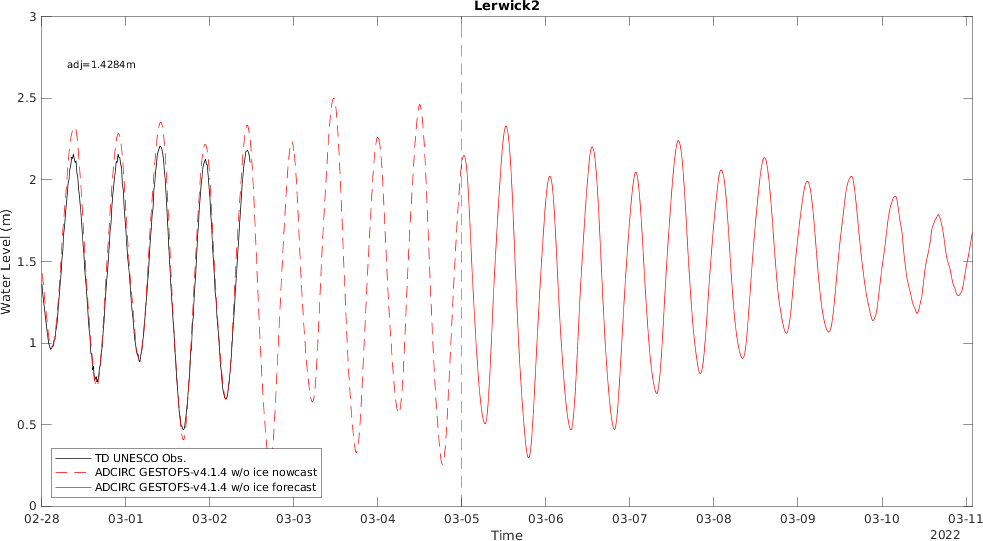 Lerwick2
3
adj=1.4284m
2.5
2
1.5
1
0.5
0
Water Level (m)
TD UNESCO Obs.
ADCIRC GESTOFS-v4.1.4 w/o ice nowcast
ADCIRC GESTOFS-v4.1.4 w/o ice forecast
02-28 03-01 03-02 03-03 03-04 03-05 03-06 03-07 03-08 03-09 03-10 03-11
Time
2022